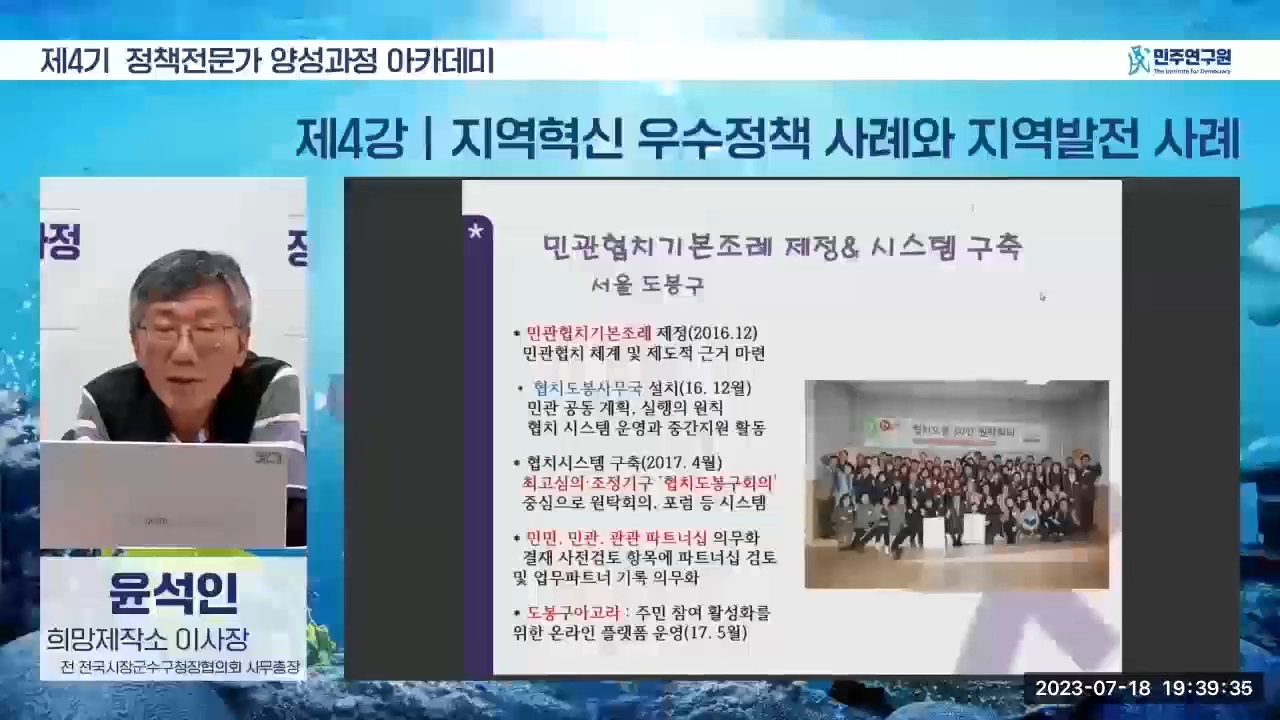 제4기 정책전문가 양성과정 아카데미
민주연구원
The Institute for Democracy
제4강 | 지역혁신 우수정책 사례와 지역발전 사례
정
*
민관협치기본조례 제정& 시스템 구축
서울 도봉구
* 민관협치기본조례 제정(2016.12)
민관협치 체계 및 제도적 근거 마련
* 협치도봉사무국 설치(16. 12월)
민관 공동 계획, 실행의 원칙
협치 시스템 운영과 중간지원 활동
* 협치시스템 구축(2017. 4월)
최고심의·조정기구 '협치도봉구회의'
중심으로 원탁회의, 포럼 등 시스템
* 민민, 민관, 관관 파트너십 의무화
결재 사전검토 항목에 파트너십 검토
및 업무파트너 기록 의무화
* 도봉구아고라 : 주민 참여 활성화를
위한 온라인 플랫폼 운영(17. 5월)
윤석인
희망제작소 이사장
전 전국시장군수구청장협의회 사무총장
2023-07-18 19:39:35